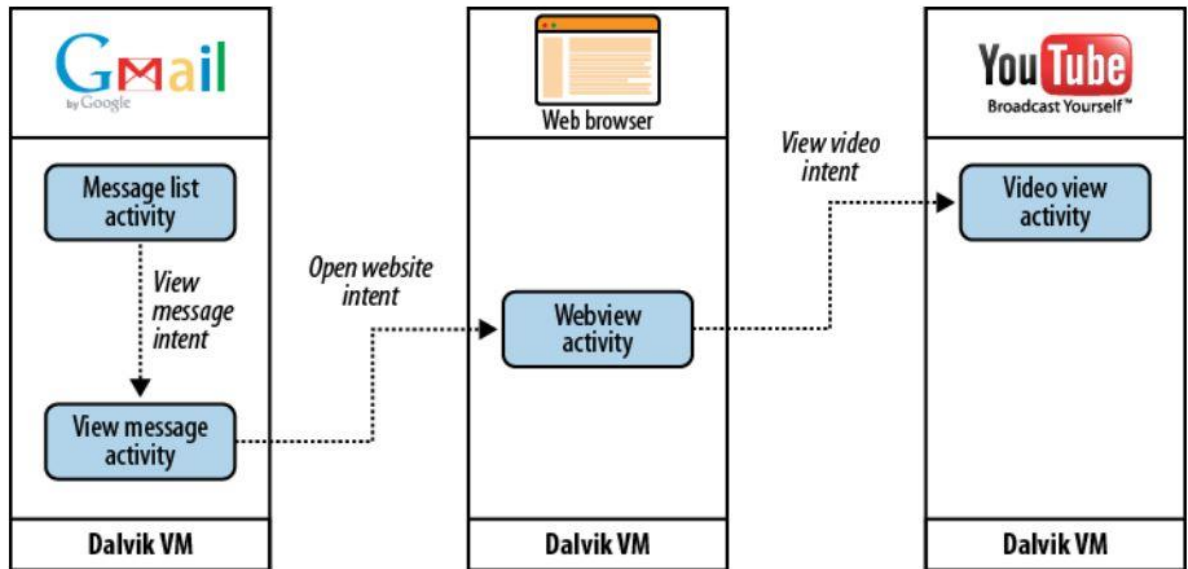 Gmail
by Google
Message list
activity
View
message
intent
View message
activity
Dalvik VM
Open website
intent
Web browser
Webview
activity
Dalvik VM
View video
intent
YouTube
Broadcast Yourself™
Video view
activity
Dalvik VM